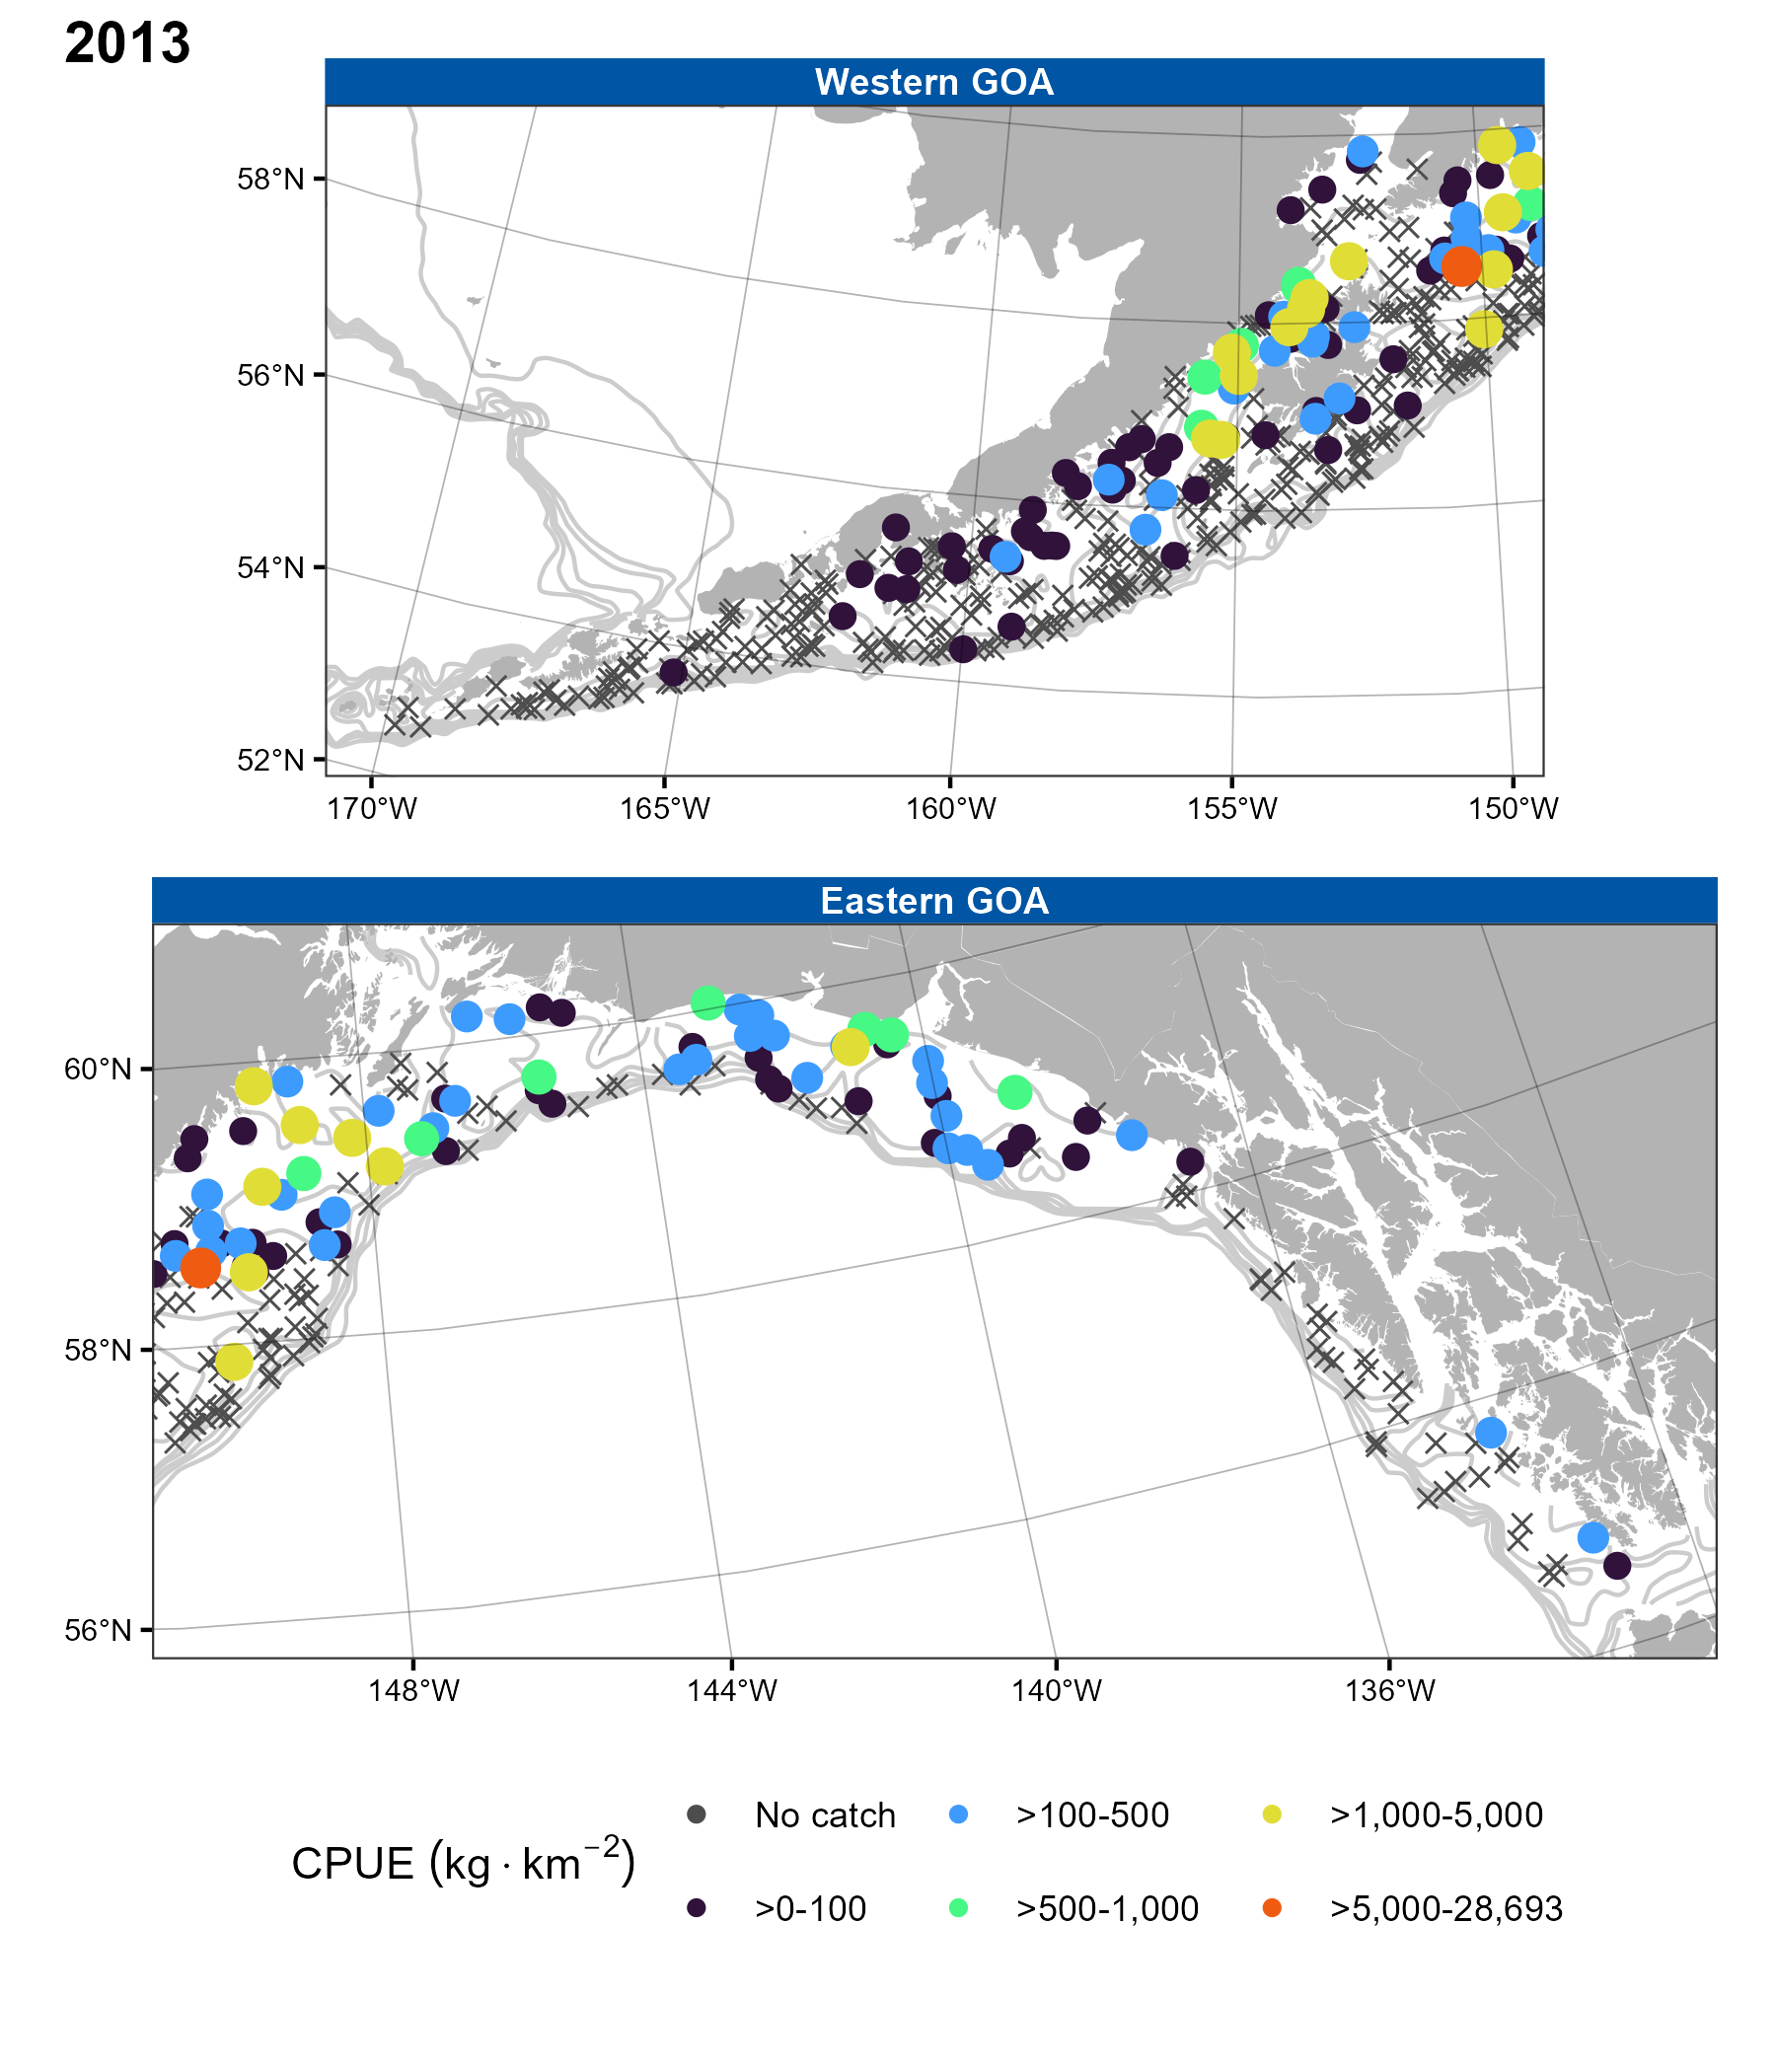 2013
Western GOA
58°N
56°N
54°N
52°N
170°W 165°W 160°W 155°W 150°W
Eastern GOA
60°N
58°N
56°N
148°W 144°W 140°W 136°W
CPUE (kg · km⁻²)
No catch >100-500 >1,000-5,000
>0-100 >500-1,000 >5,000-28,693